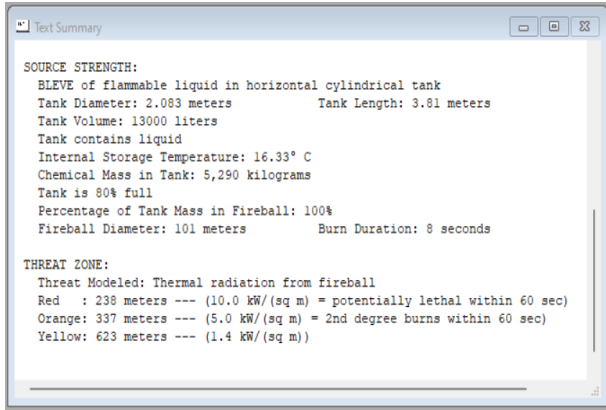 Text Summary
SOURCE STRENGTH:
BLEVE of flammable liquid in horizontal cylindrical tank
Tank Diameter: 2.083 meters Tank Length: 3.81 meters
Tank Volume: 13000 liters
Tank contains liquid
Internal Storage Temperature: 16.33° C
Chemical Mass in Tank: 5,290 kilograms
Tank is 80% full
Percentage of Tank Mass in Fireball: 100%
Fireball Diameter: 101 meters Burn Duration: 8 seconds
THREAT ZONE:
Threat Modeled: Thermal radiation from fireball
Red : 238 meters --- (10.0 kW/(sq m) = potentially lethal within 60 sec)
Orange: 337 meters --- (5.0 kW/(sq m) = 2nd degree burns within 60 sec)
Yellow: 623 meters --- (1.4 kW/(sq m))